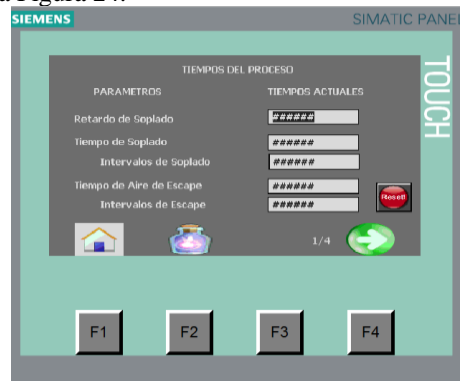 a Figura 24.
SIEMENS SIMATIC PANEL
TOUCH
TIEMPOS DEL PROCESO
PARAMETROS TIEMPOS ACTUALES
Retardo de Soplado ######
Tiempo de Soplado ######
Intervalos de Soplado ######
Tiempo de Aire de Escape ######
Intervalos de Escape ######
Reset!
1/4
F1 F2 F3 F4